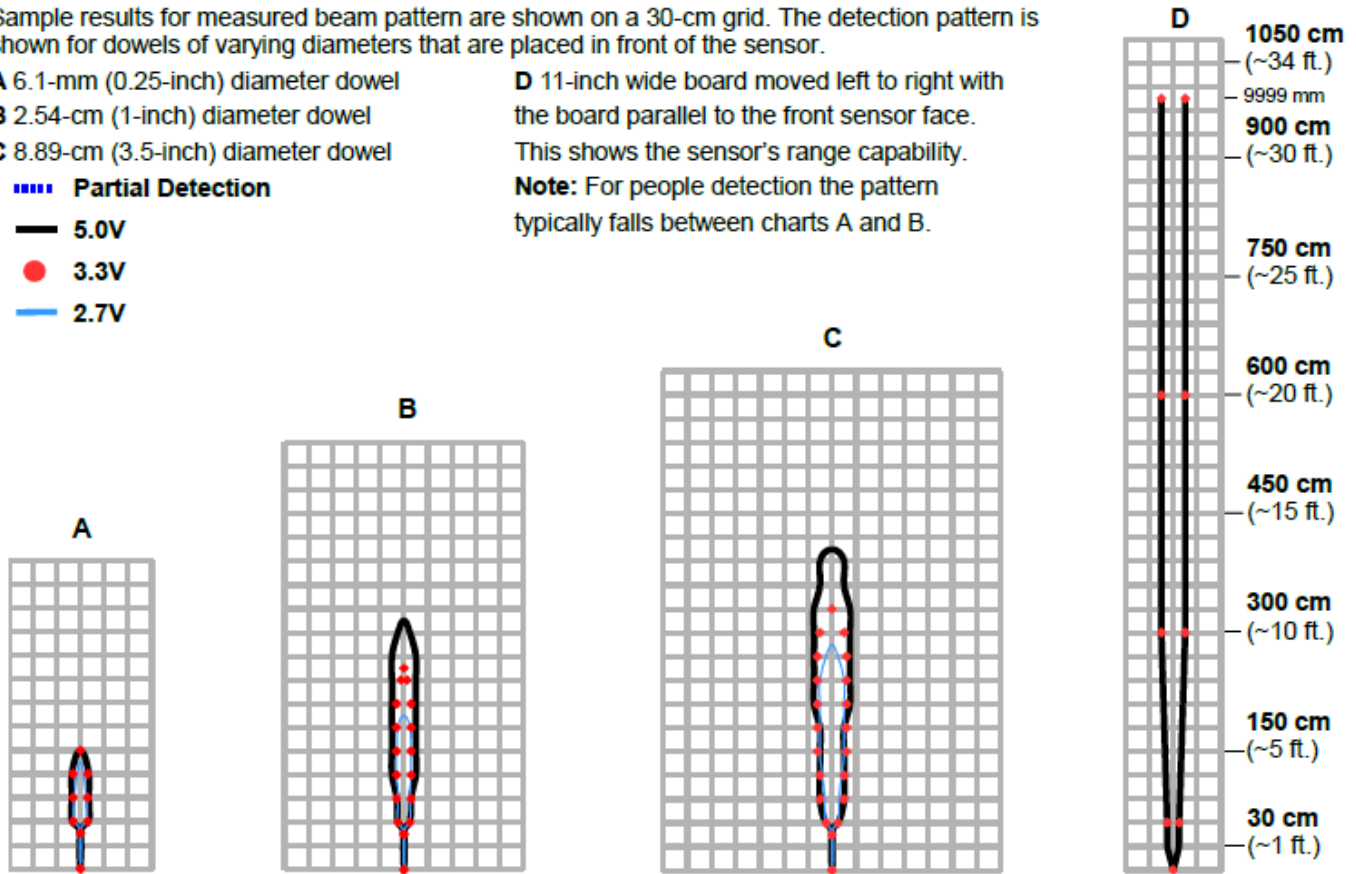 Sample results for measured beam pattern are shown on a 30-cm grid. The detection pattern is
shown for dowels of varying diameters that are placed in front of the sensor.
A 6.1-mm (0.25-inch) diameter dowel
B 2.54-cm (1-inch) diameter dowel
C 8.89-cm (3.5-inch) diameter dowel
Partial Detection
5.0V
3.3V
2.7V
D 11-inch wide board moved left to right with
the board parallel to the front sensor face.
This shows the sensor's range capability.
Note: For people detection the pattern
typically falls between charts A and B.
A
B
C
D
1050 cm
(~34 ft.)
9999 mm
900 cm
(~30 ft.)
750 cm
(~25 ft.)
600 cm
(~20 ft.)
450 cm
(~15 ft.)
300 cm
(~10 ft.)
150 cm
(~5 ft.)
30 cm
(~1 ft.)